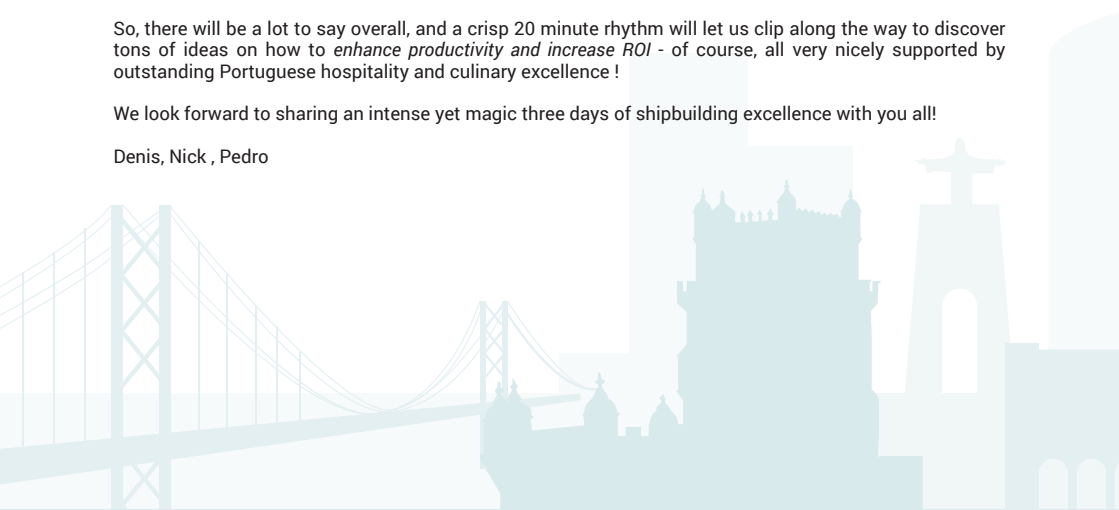 So, there will be a lot to say overall, and a crisp 20 minute rhythm will let us clip along the way to discover
tons of ideas on how to enhance productivity and increase ROI - of course, all very nicely supported by
outstanding Portuguese hospitality and culinary excellence !
We look forward to sharing an intense yet magic three days of shipbuilding excellence with you all!
Denis, Nick , Pedro